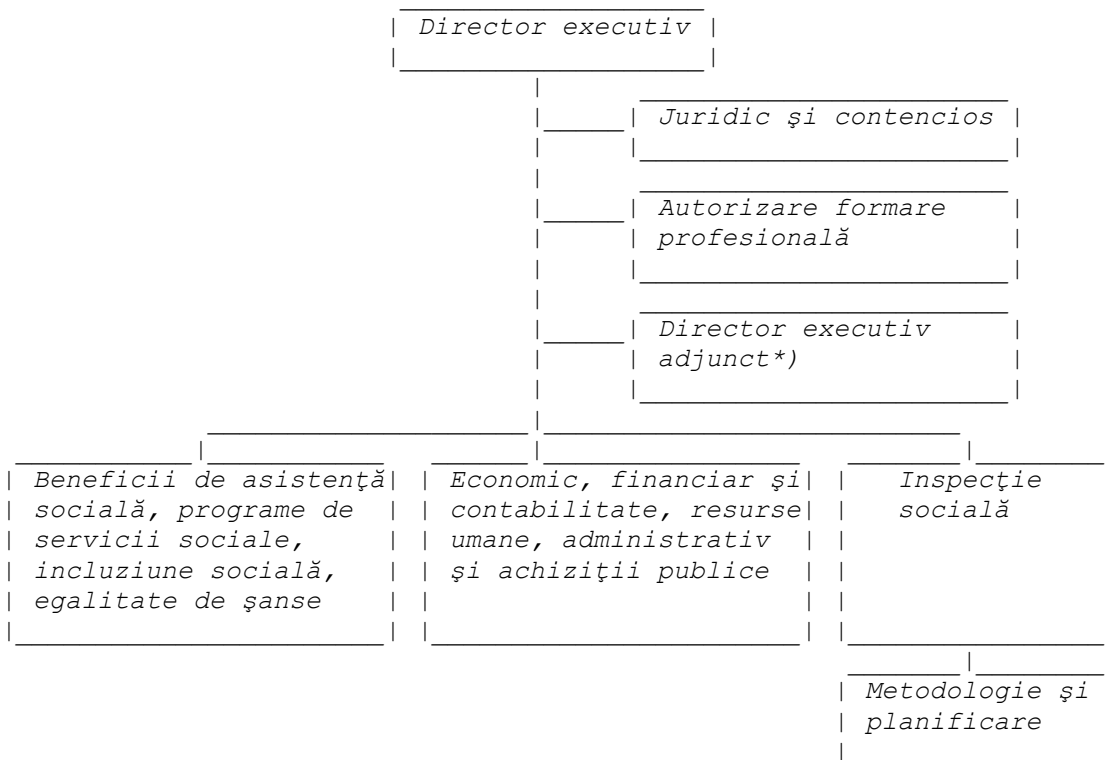 Director executiv
Juridic şi contencios
Autorizare formare
profesională
Director executiv
adjunct*)
Beneficii de asistenţă
socială, programe de
servicii sociale,
incluziune socială,
egalitate de şanse
Economic, financiar şi
contabilitate, resurse
umane, administrativ
şi achiziţii publice
Inspecţie
socială
Metodologie şi
planificare